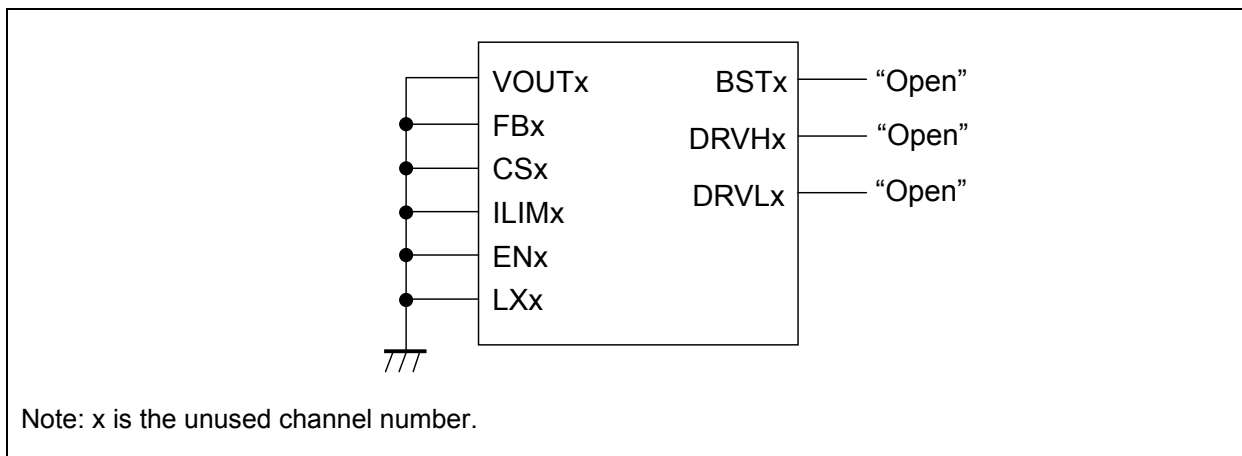 VOUTx
FBx
CSx
ILIMx
ENx
LXx
BSTx
“Open”
DRVHx
“Open”
DRVLx
“Open”
Note: x is the unused channel number.